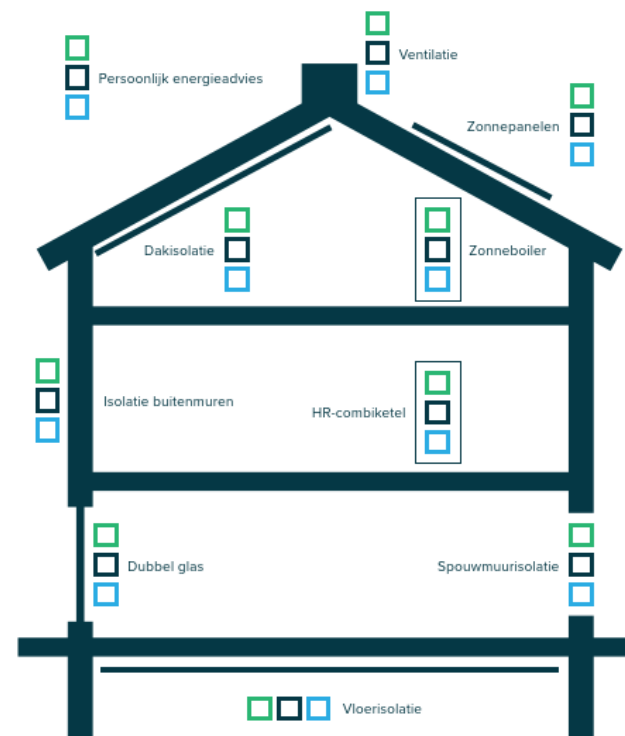 Ventilatie
Persoonlijk energieadvies
Zonnepanelen
Dakisolatie
Zonneboiler
Isolatie buitenmuren
HR-combiketel
Dubbel glas
Spouwmuurisolatie
Vloerisolatie